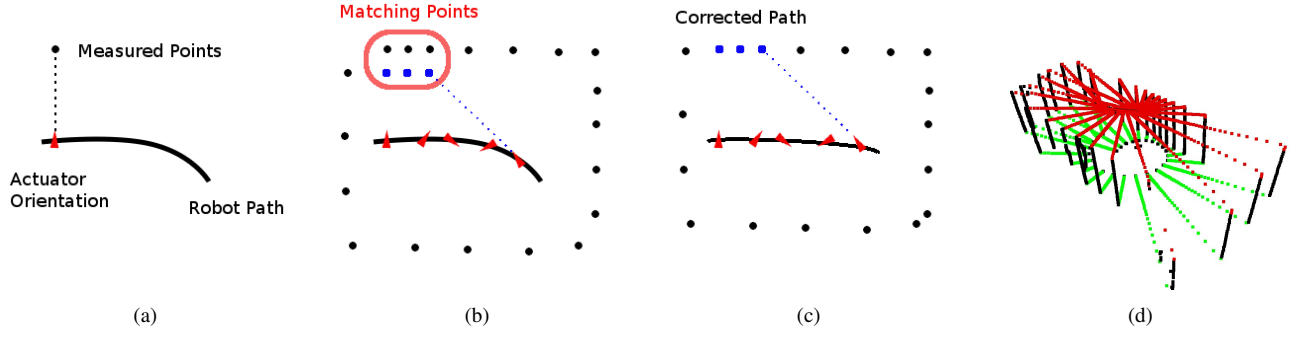 Measured Points
Actuator
Orientation
Robot Path
(a)
Matching Points
(b)
Corrected Path
(c)
(d)